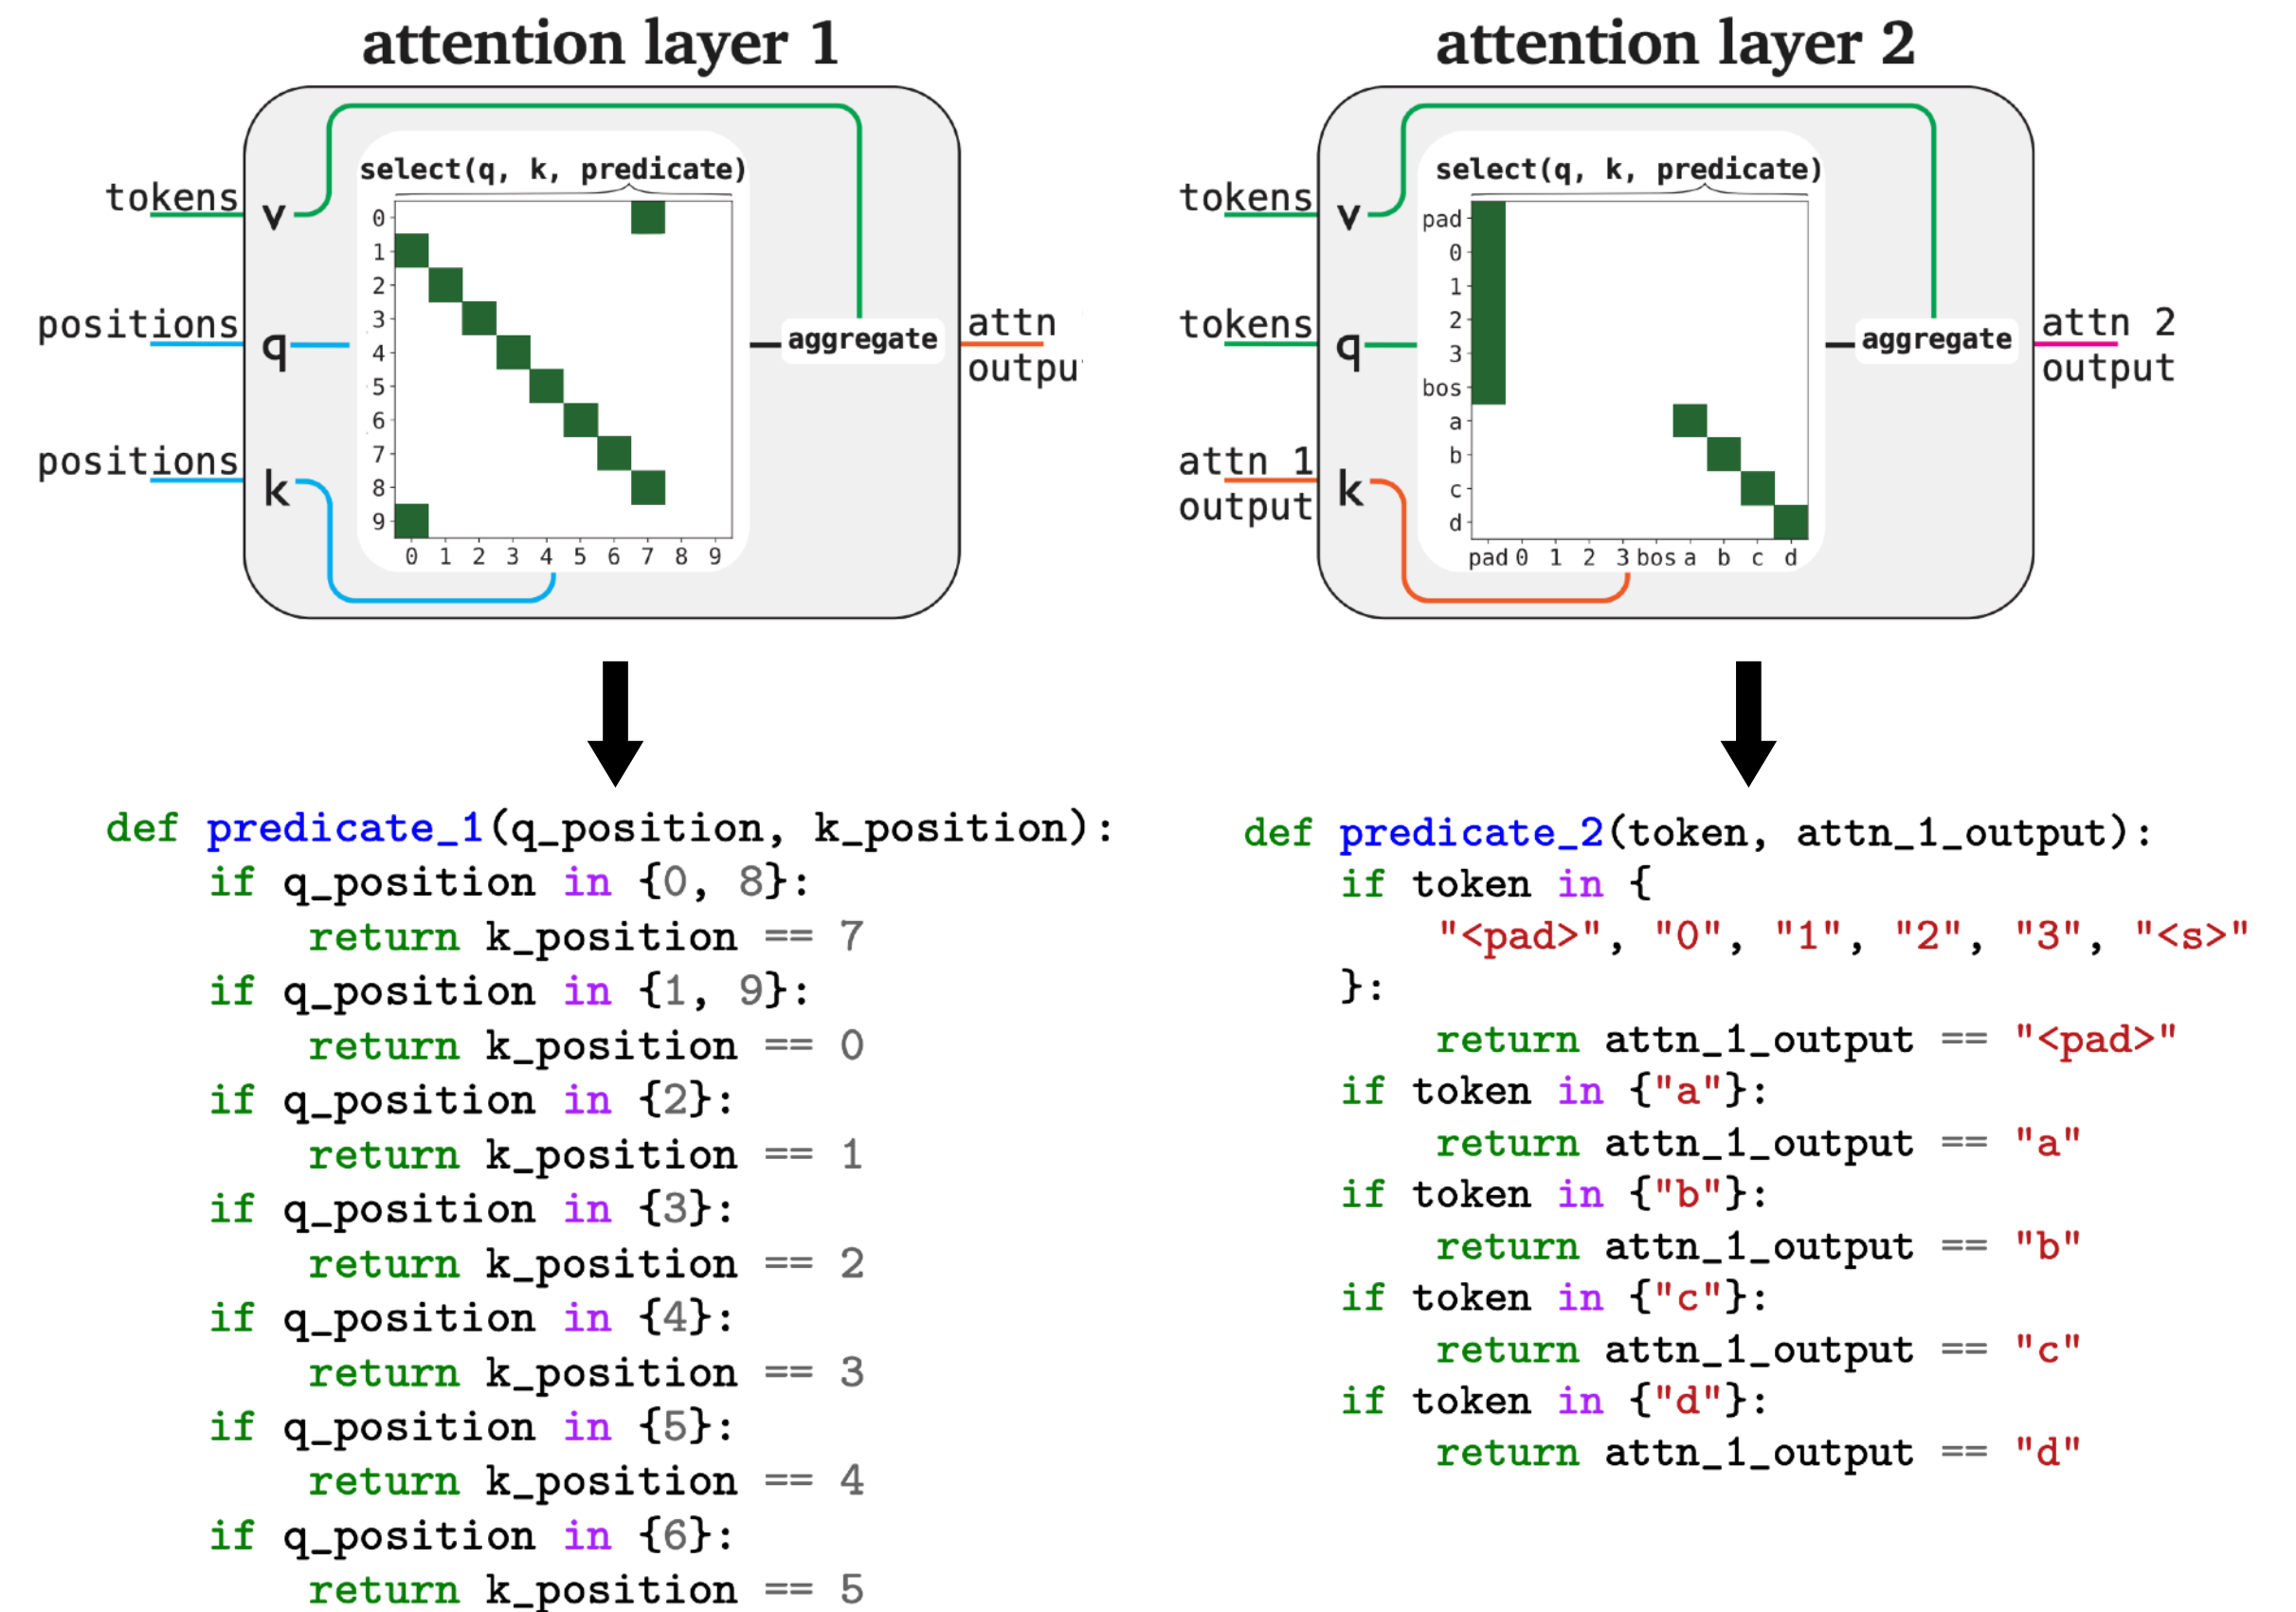 attention layer 1
tokens
v
positions
q
positions
k
select(q, k, predicate)
0
1
2
3
4
5
6
7
8
9
0 1 2 3 4 5 6 7 8 9
aggregate
attn
outpu
attention layer 2
tokens
v
tokens
q
attn 1
output
k
select(q, k, predicate)
pad
0
1
2
3
bos
a
b
c
d
pad 0 1 2 3 bos a b c d
aggregate
attn 2
output
def predicate_1(q_position, k_position):
    if q_position in {0, 8}:
        return k_position == 7
    if q_position in {1, 9}:
        return k_position == 0
    if q_position in {2}:
        return k_position == 1
    if q_position in {3}:
        return k_position == 2
    if q_position in {4}:
        return k_position == 3
    if q_position in {5}:
        return k_position == 4
    if q_position in {6}:
        return k_position == 5
def predicate_2(token, attn_1_output):
    if token in {
        "<pad>", "0", "1", "2", "3", "<s>"
    }:
        return attn_1_output == "<pad>"
    if token in {"a"}:
        return attn_1_output == "a"
    if token in {"b"}:
        return attn_1_output == "b"
    if token in {"c"}:
        return attn_1_output == "c"
    if token in {"d"}:
        return attn_1_output == "d"